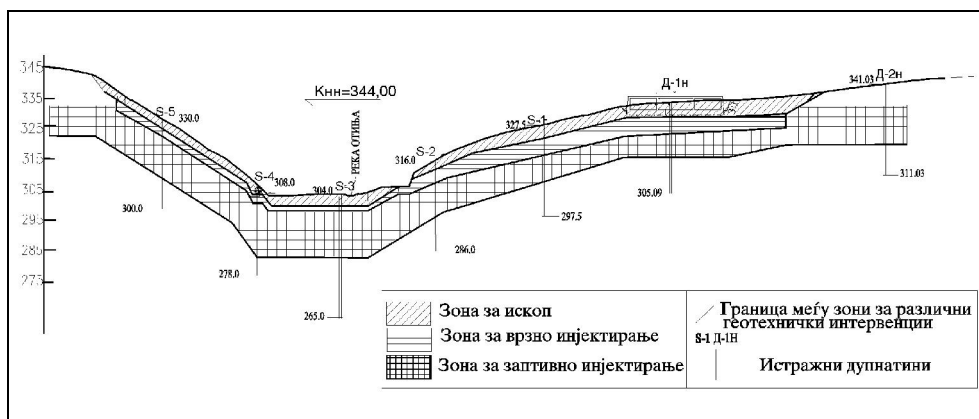 345
335
325
315
305
295
285
275
S-5
330.0
Кнн=344,00
РЕКА ОТИЊА
S-4
308.0
304.0
S-3
316.0
S-2
327.5
S-1
Д-1н
341.03
Д-2н
300.0
278.0
265.0
286.0
297.5
305.09
311.03
Зона за ископ
Зона за врзно инјектирање
Зона за заптивно инјектирање
Граница меѓу зони за различни
геотехнички интервенции
S-1 Д-1Н
Истражни дупнатини